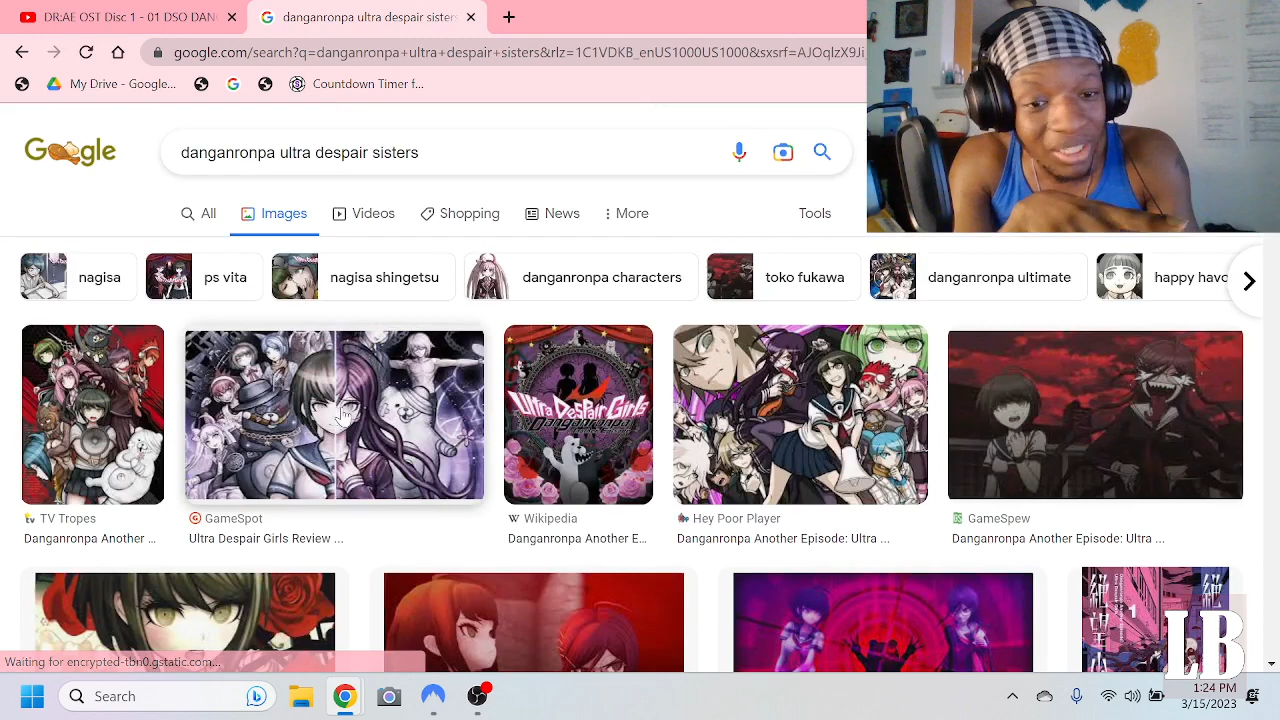 DR:AE OST Disc 1 - 01 DSO DAN
danganronpa ultra despair sisters
google.com/search?q=danganronpa+ultra+despair+sisters&rlz=1C1VDKB_enUS1000US1000&sxsrf=
My Drive - Google...
Countdown Timer f...
Google
danganronpa ultra despair sisters
All
Images
Videos
Shopping
News
More
Tools
nagisa
vita
nagisa shing
su
danganronpa characters
toko fukawa
danganronpa ultimate
happy havo
Ultra Despair Girls
Danganronpa
TV Tropes
GameSpot
Wikipedia
Hey Poor Player
GameSpew
Danganronpa Another ...
Ultra Despair Girls Review ...
Danganronpa Another E...
Danganronpa Another Episode: Ultra ...
Danganronpa Another Episode: Ultra ...
LB
Waiting for encrypted-tbn0.gstatic.com...
Search
1:24 PM
3/15/2023